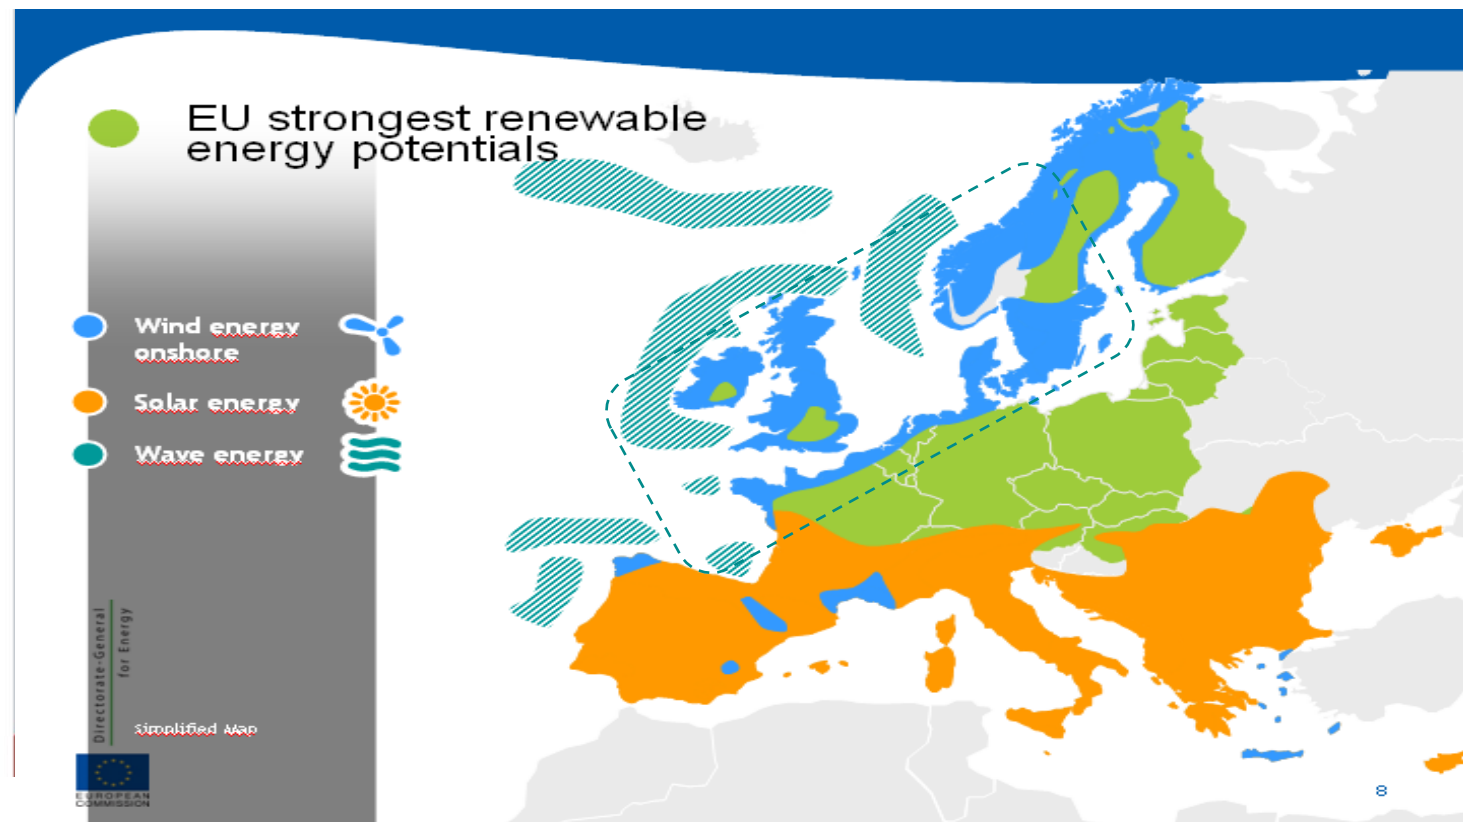 EU strongest renewable
energy potentials
Wind energy
onshore
Solar energy
Wave energy
Directorate-General
for Energy
Simplified Map
EUROPEAN
COMMISSION
8